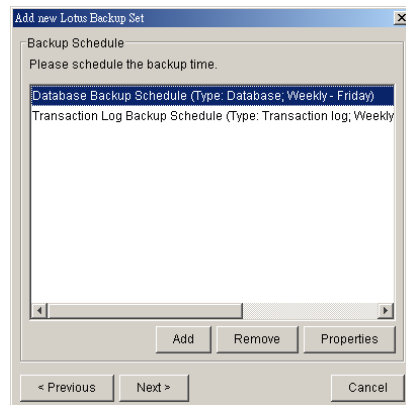 Add new Lotus Backup Set
Backup Schedule
Please schedule the backup time.
Database Backup Schedule (Type: Database; Weekly - Friday)
Transaction Log Backup Schedule (Type: Transaction log; Weekly
Add Remove Properties
< Previous Next > Cancel